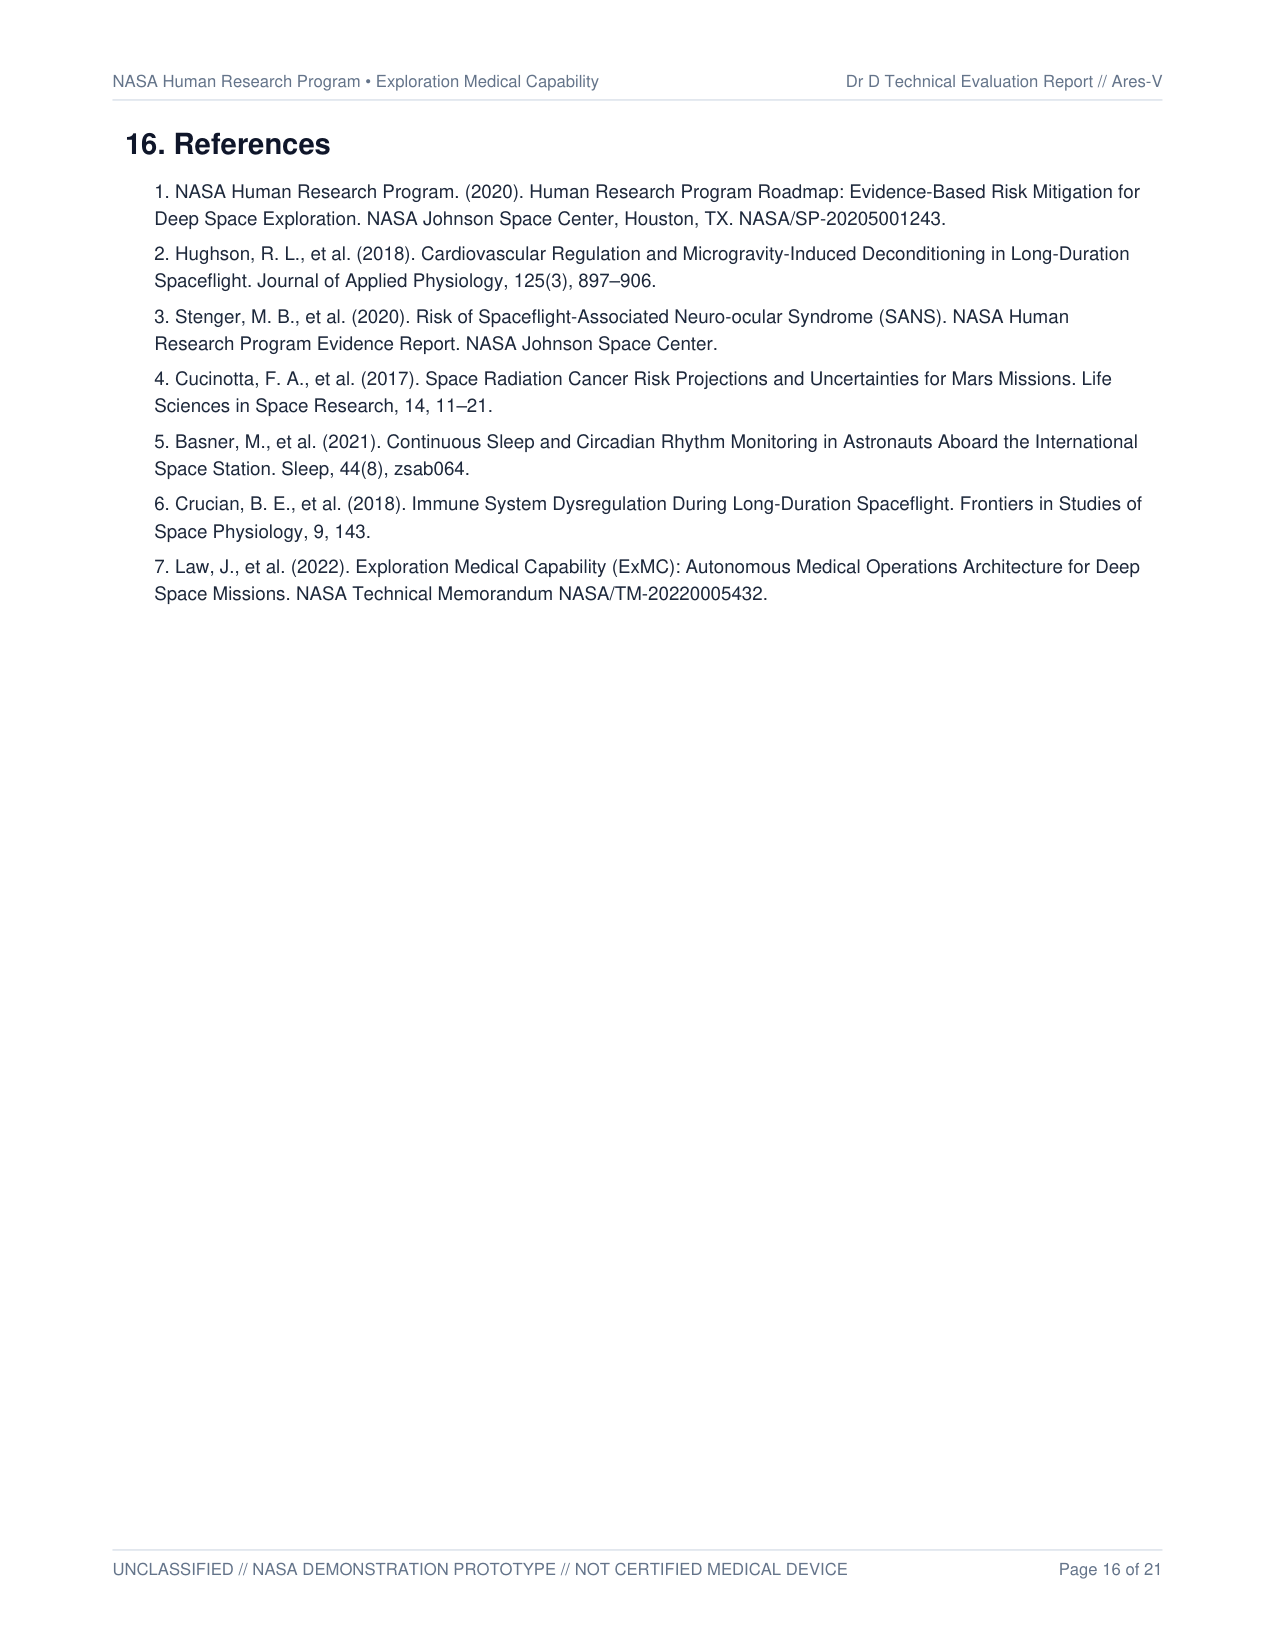 NASA Human Research Program • Exploration Medical Capability
Dr D Technical Evaluation Report // Ares-V
16. References
1. NASA Human Research Program. (2020). Human Research Program Roadmap: Evidence-Based Risk Mitigation for
Deep Space Exploration. NASA Johnson Space Center, Houston, TX. NASA/SP-20205001243.
2. Hughson, R. L., et al. (2018). Cardiovascular Regulation and Microgravity-Induced Deconditioning in Long-Duration
Spaceflight. Journal of Applied Physiology, 125(3), 897–906.
3. Stenger, M. B., et al. (2020). Risk of Spaceflight-Associated Neuro-ocular Syndrome (SANS). NASA Human
Research Program Evidence Report. NASA Johnson Space Center.
4. Cucinotta, F. A., et al. (2017). Space Radiation Cancer Risk Projections and Uncertainties for Mars Missions. Life
Sciences in Space Research, 14, 11–21.
5. Basner, M., et al. (2021). Continuous Sleep and Circadian Rhythm Monitoring in Astronauts Aboard the International
Space Station. Sleep, 44(8), zsab064.
6. Crucian, B. E., et al. (2018). Immune System Dysregulation During Long-Duration Spaceflight. Frontiers in Studies of
Space Physiology, 9, 143.
7. Law, J., et al. (2022). Exploration Medical Capability (ExMC): Autonomous Medical Operations Architecture for Deep
Space Missions. NASA Technical Memorandum NASA/TM-20220005432.
UNCLASSIFIED // NASA DEMONSTRATION PROTOTYPE // NOT CERTIFIED MEDICAL DEVICE
Page 16 of 21